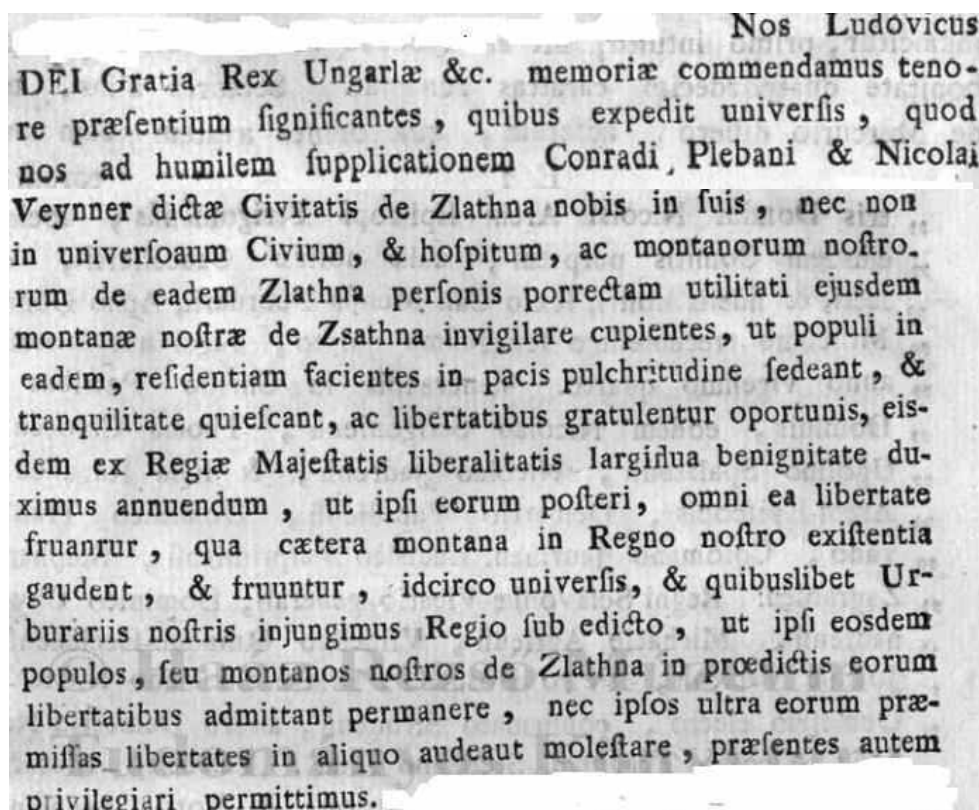 Nos Ludovicus
DEI Gratia Rex Ungariæ &c. memoriæ commendamus teno-
re præſentium ſignificantes , quibus expedit univerſis , quod
nos ad humilem ſupplicationem Conradi, Plebani & Nicolai
Veynner dictæ Civitatis de Zlathna nobis in ſuis , nec non
in univerſoaum Civium, & hoſpitum, ac montanorum noſtro.
rum de eadem Zlathna perſonis porrectam utilitati ejusdem
montanæ noſtræ de Zsathna invigilare cupientes, ut populi in
eadem, reſidentiam facientes in pacis pulchritudine ſedeant, &
tranquilitate quieſcant, ac libertatibus gratulentur oportunis, eis-
dem ex Regiæ Majeſtatis liberalitatis largiflua benignitate du-
ximus annuendum , ut ipſi eorum poſteri, omni ea libertate
fruanrur , qua cætera montana in Regno noſtro exiſtentia
gaudent , & fruuntur , idcirco univerſis, & quibuslibet Ur-
burariis noſtris injungimus Regio ſub edicto , ut ipſi eosdem
populos, ſeu montanos noſtros de Zlathna in prœdictis eorum
libertatibus admittant permanere , nec ipſos ultra eorum præ-
miſſas libertates in aliquo audeaut moleſtare , præſentes autem
privilegiari permittimus.